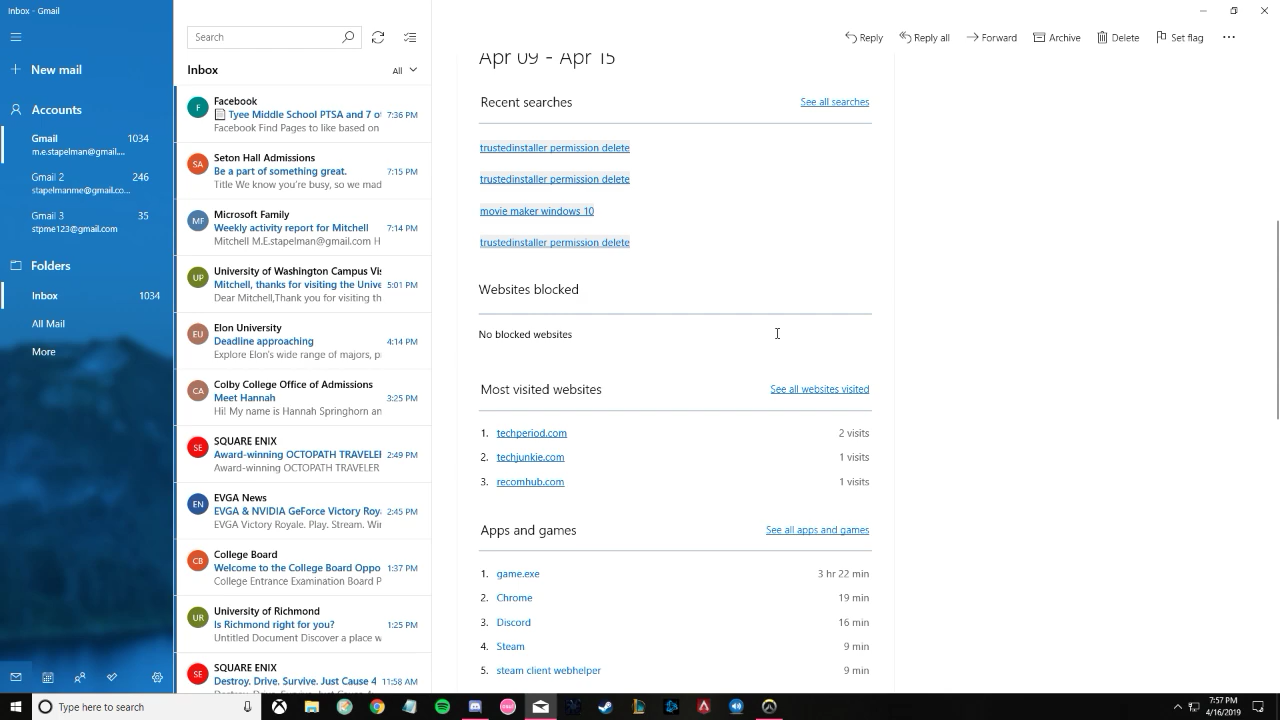 Inbox - Gmail
New mail
Accounts
Gmail 1034
m.e.stapelman@gmail....
Gmail 2 246
stapelmanme@gmail.co...
Gmail 3 35
stpme123@gmail.com
Folders
Inbox 1034
All Mail
More
Search
Inbox All
F Facebook
Tyee Middle School PTSA and 7 o 7:36 PM
Facebook Find Pages to like based on
SA Seton Hall Admissions
Be a part of something great. 7:15 PM
Title We know you're busy, so we mad
MF Microsoft Family
Weekly activity report for Mitchell 7:14 PM
Mitchell M.E.stapelman@gmail.com H
UP University of Washington Campus Vis
Mitchell, thanks for visiting the Unive 5:01 PM
Dear Mitchell,Thank you for visiting th
EU Elon University
Deadline approaching 4:14 PM
Explore Elon's wide range of majors, p
CA Colby College Office of Admissions
Meet Hannah 3:25 PM
Hi! My name is Hannah Springhorn an
SE SQUARE ENIX
Award-winning OCTOPATH TRAVELE 2:49 PM
Award-winning OCTOPATH TRAVELER
EN EVGA News
EVGA & NVIDIA GeForce Victory Roy 2:45 PM
EVGA Victory Royale. Play. Stream. Win
CB College Board
Welcome to the College Board Oppo 1:37 PM
College Entrance Examination Board P
UR University of Richmond
Is Richmond right for you? 1:25 PM
Untitled Document Discover a place w
SE SQUARE ENIX
Destroy. Drive. Survive. Just Cause 4 11:58 AM
Reply Reply all Forward Archive Delete Set flag
Apr 09 - Apr 15
Recent searches See all searches
trustedinstaller permission delete
trustedinstaller permission delete
movie maker windows 10
trustedinstaller permission delete
Websites blocked
No blocked websites
Most visited websites See all websites visited
1. techperiod.com 2 visits
2. techjunkie.com 1 visits
3. recomhub.com 1 visits
Apps and games See all apps and games
1. game.exe 3 hr 22 min
2. Chrome 19 min
3. Discord 16 min
4. Steam 9 min
5. steam client webhelper 9 min
Type here to search
7:57 PM
4/16/2019